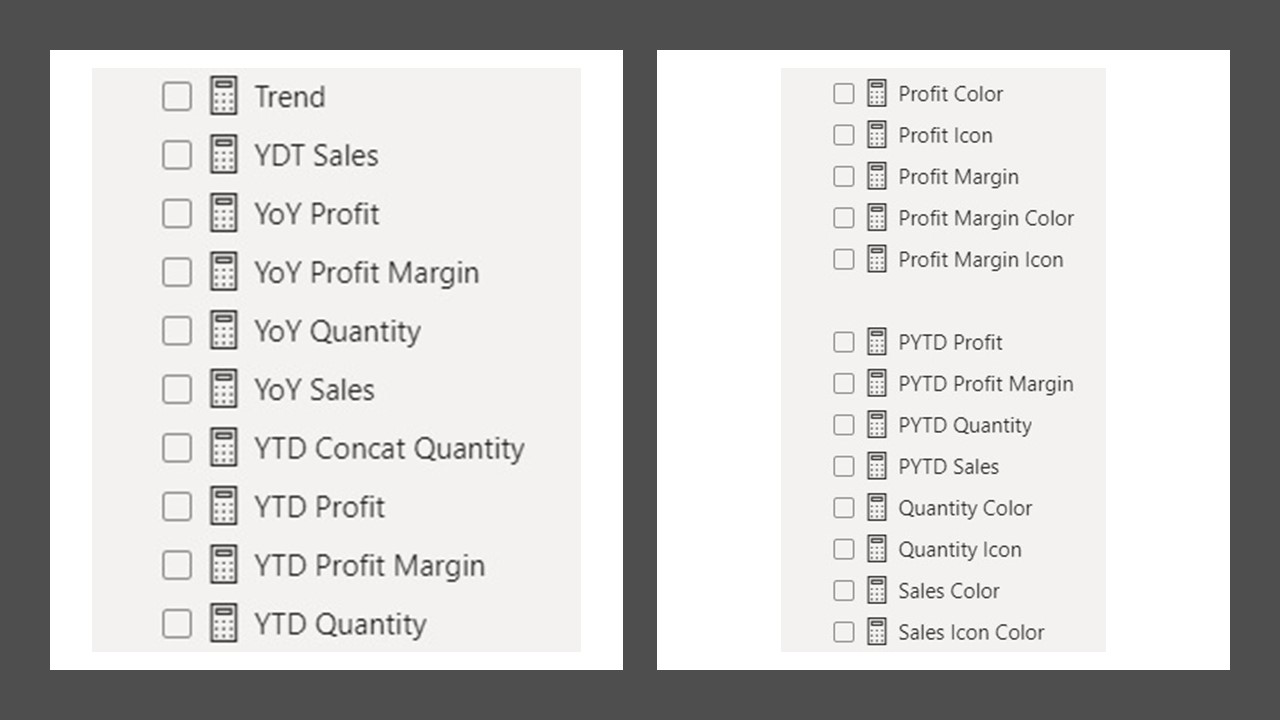 Trend
YDT Sales
YoY Profit
YoY Profit Margin
YoY Quantity
YoY Sales
YTD Concat Quantity
YTD Profit
YTD Profit Margin
YTD Quantity
Profit Color
Profit Icon
Profit Margin
Profit Margin Color
Profit Margin Icon
PYTD Profit
PYTD Profit Margin
PYTD Quantity
PYTD Sales
Quantity Color
Quantity Icon
Sales Color
Sales Icon Color